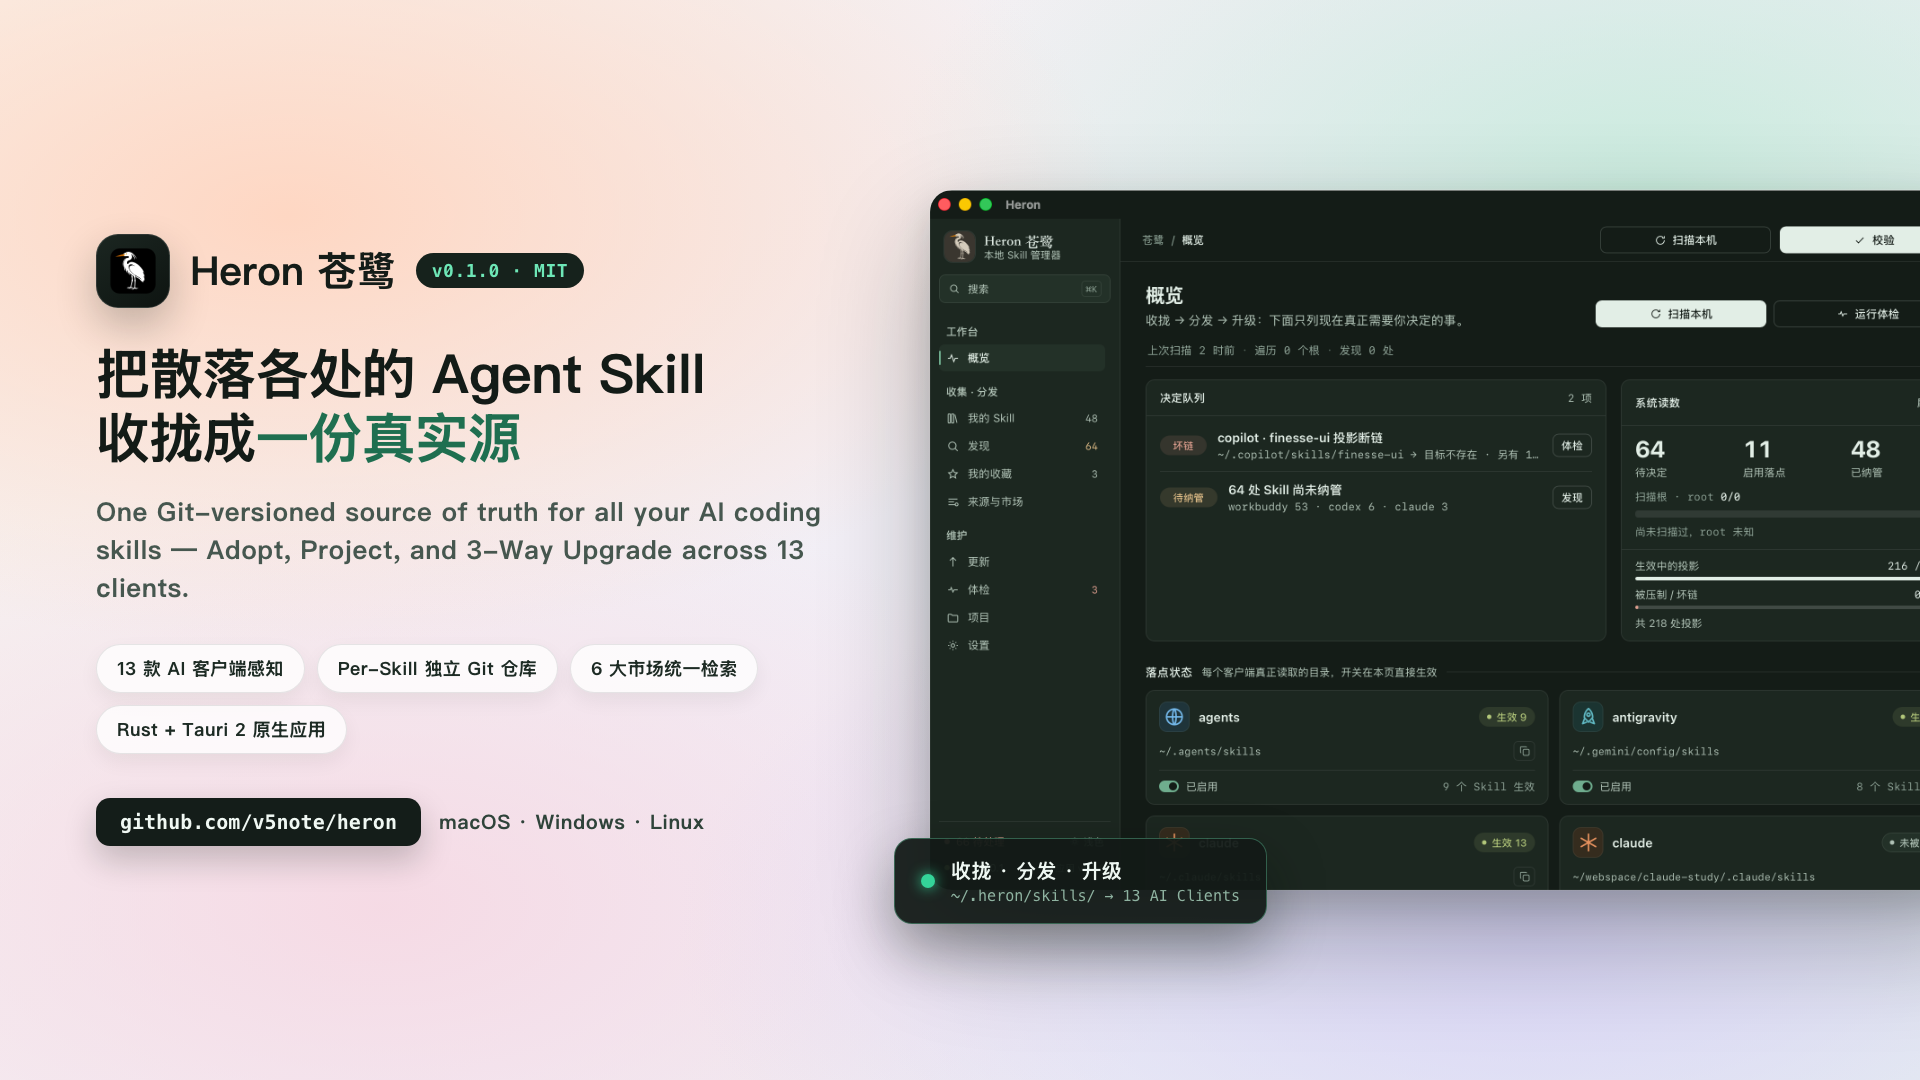 Heron 苍鹭
v0.1.0 · MIT
把散落各处的 Agent Skill
收拢成一份真实源
One Git-versioned source of truth for all your AI coding
skills — Adopt, Project, and 3-Way Upgrade across 13
clients.
13 款 AI 客户端感知
Per-Skill 独立 Git 仓库
6 大市场统一检索
Rust + Tauri 2 原生应用
github.com/v5note/heron
macOS · Windows · Linux
Heron
Heron 苍鹭
本地 Skill 管理器
搜索
⌘K
工作台
概览
收集 · 分发
我的 Skill 48
发现 64
我的收藏 3
来源与市场
维护
更新
体检 3
项目
设置
苍鹭 / 概览
扫描本机
校验
概览
收拢 → 分发 → 升级：下面只列现在真正需要你决定的事。
扫描本机
运行体检
上次扫描 2 时前 · 遍历 0 个根 · 发现 0 处
决定队列
2 项
坏链
copilot · finesse-ui 投影断链
~/.copilot/skills/finesse-ui → 目标不存在 · 另有 1…
体检
待纳管
64 处 Skill 尚未纳管
workbuddy 53 · codex 6 · claude 3
发现
系统读数
64 11 48
待决定 启用落点 已纳管
扫描根 · root 0/0
尚未扫描过，root 未知
生效中的投影 216 /
被压制 / 坏链 0
共 218 处投影
落点状态 每个客户端真正读取的目录，开关在本页直接生效
agents
生效 9
~/.agents/skills
已启用
9 个 Skill 生效
antigravity
生
~/.gemini/config/skills
已启用
8 个 Skill
claude
生效 13
claude
未被
~/webspace/claude-study/.claude/skills
收拢 · 分发 · 升级
~/.heron/skills/ → 13 AI Clients